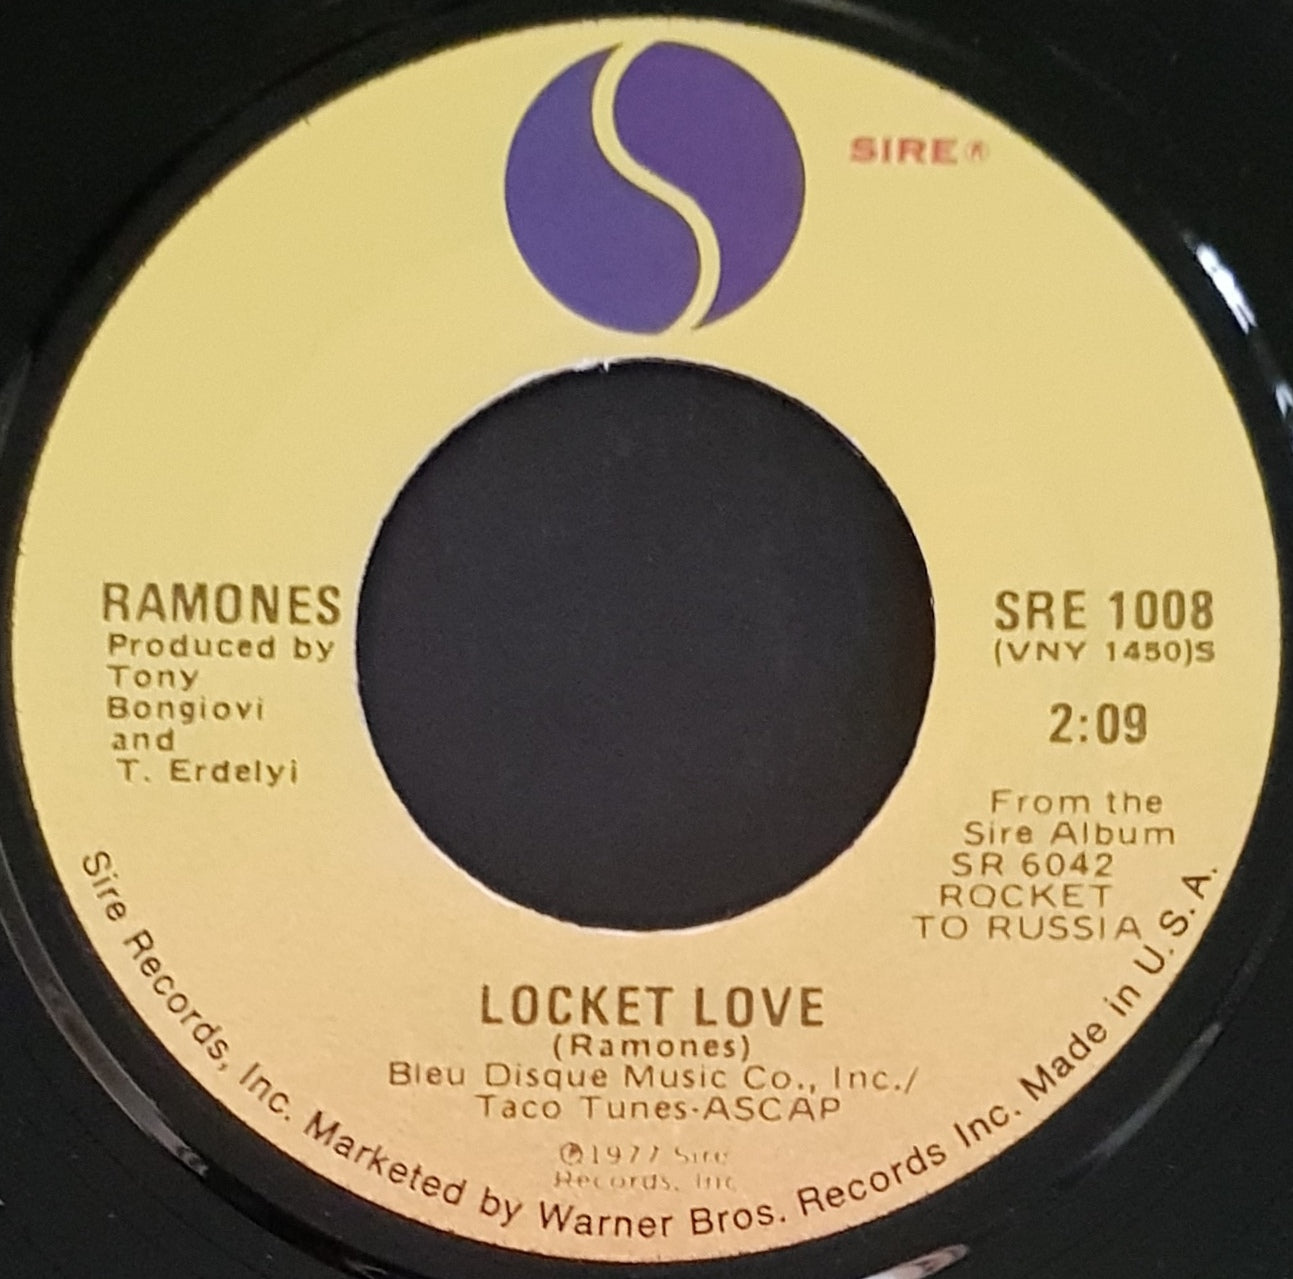 SIRE®
RAMONES
Produced by
Tony
Bongiovi
and
T. Erdelyi
SRE 1008
(VNY 1450)S
2:09
From the
Sire Album
SR 6042
ROCKET
TO RUSSIA
LOCKET LOVE
(Ramones)
Bleu Disque Music Co., Inc./
Taco Tunes-ASCAP
℗1977 Sire
Records, Inc
Sire Records, Inc. Marketed by Warner Bros. Records Inc. Made in U.S.A.